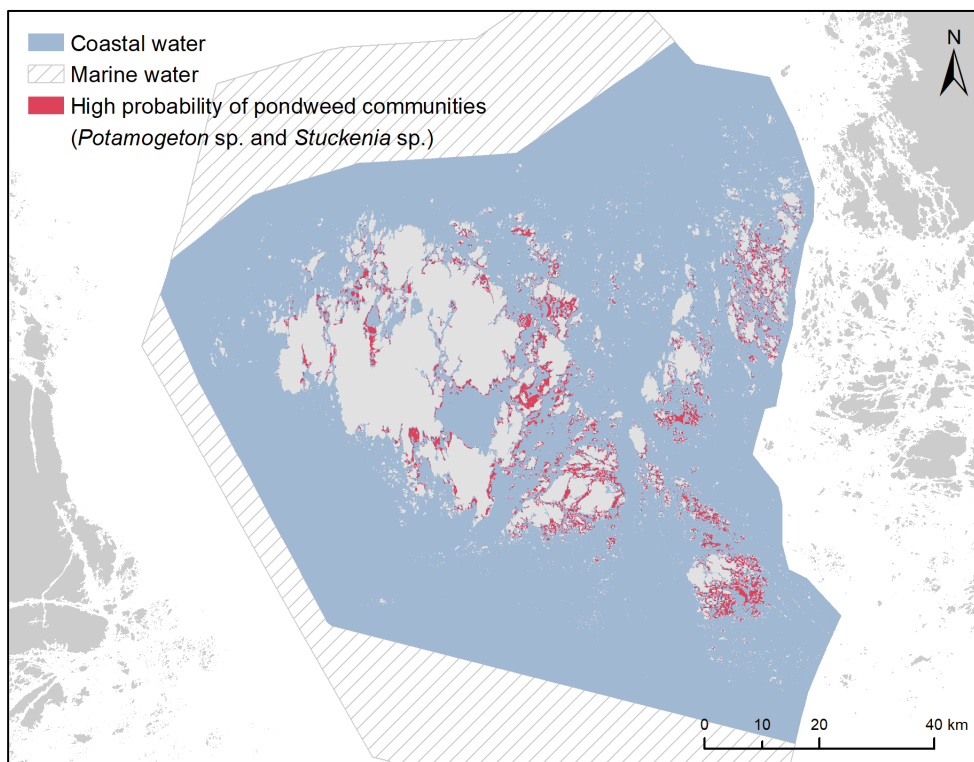 Coastal water
Marine water
High probability of pondweed communities
(Potamogeton sp. and Stuckenia sp.)
N
0 10 20 40 km